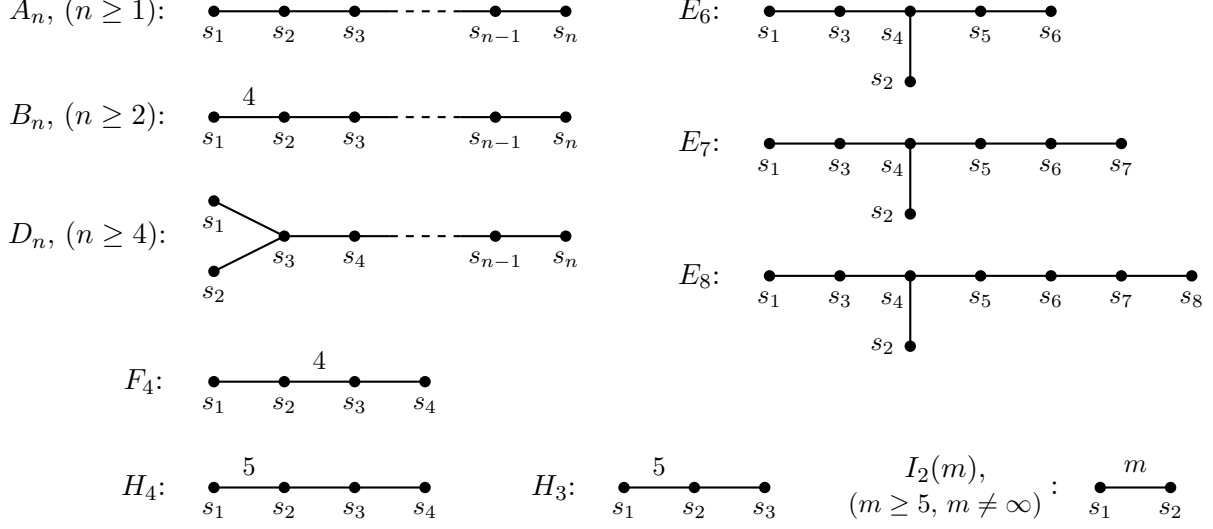 A_n, (n ≥ 1):
s_1 s_2 s_3 s_{n−1} s_n
B_n, (n ≥ 2):
4
s_1 s_2 s_3 s_{n−1} s_n
D_n, (n ≥ 4):
s_1
s_3 s_4 s_{n−1} s_n
s_2
F_4:
4
s_1 s_2 s_3 s_4
H_4:
5
s_1 s_2 s_3 s_4
E_6:
s_1 s_3 s_4 s_5 s_6
s_2
E_7:
s_1 s_3 s_4 s_5 s_6 s_7
s_2
E_8:
s_1 s_3 s_4 s_5 s_6 s_7 s_8
s_2
H_3:
5
s_1 s_2 s_3
I_2(m),
(m ≥ 5, m ≠ ∞) :
m
s_1 s_2